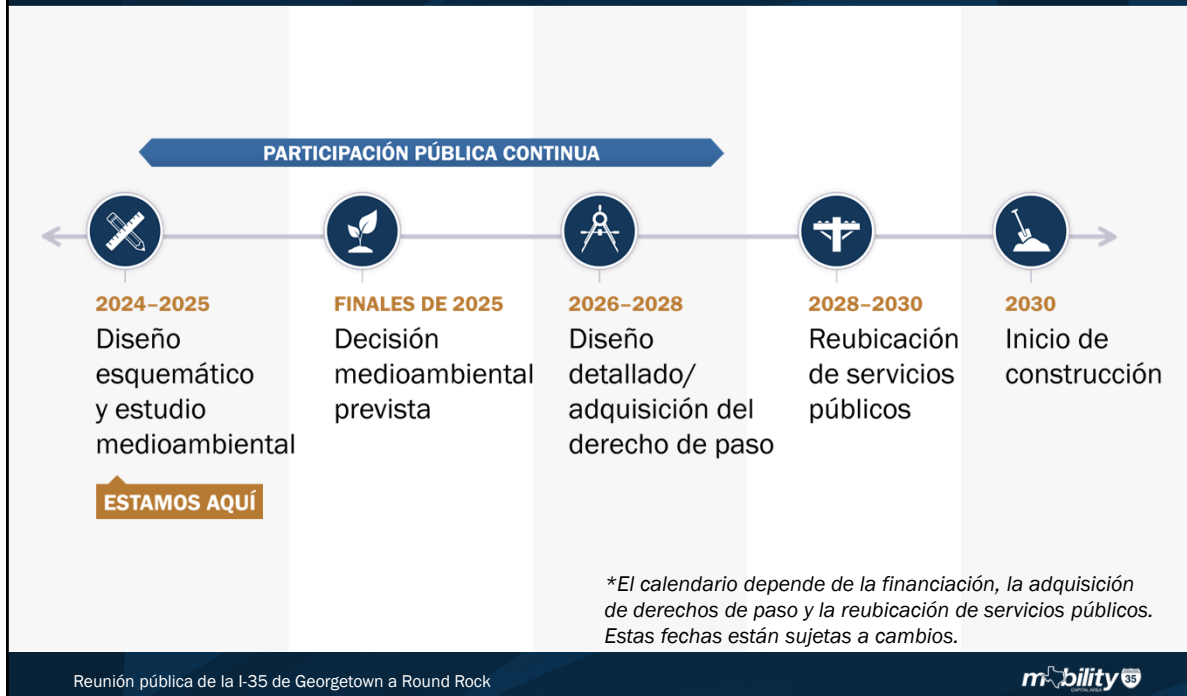 PARTICIPACIÓN PÚBLICA CONTINUA
2024–2025
Diseño
esquemático
y estudio
medioambiental
ESTAMOS AQUÍ
FINALES DE 2025
Decisión
medioambiental
prevista
2026–2028
Diseño
detallado/
adquisición del
derecho de paso
2028–2030
Reubicación
de servicios
públicos
2030
Inicio de
construcción
*El calendario depende de la financiación, la adquisición
de derechos de paso y la reubicación de servicios públicos.
Estas fechas están sujetas a cambios.
Reunión pública de la I-35 de Georgetown a Round Rock
mobility 35
CAPITAL AREA